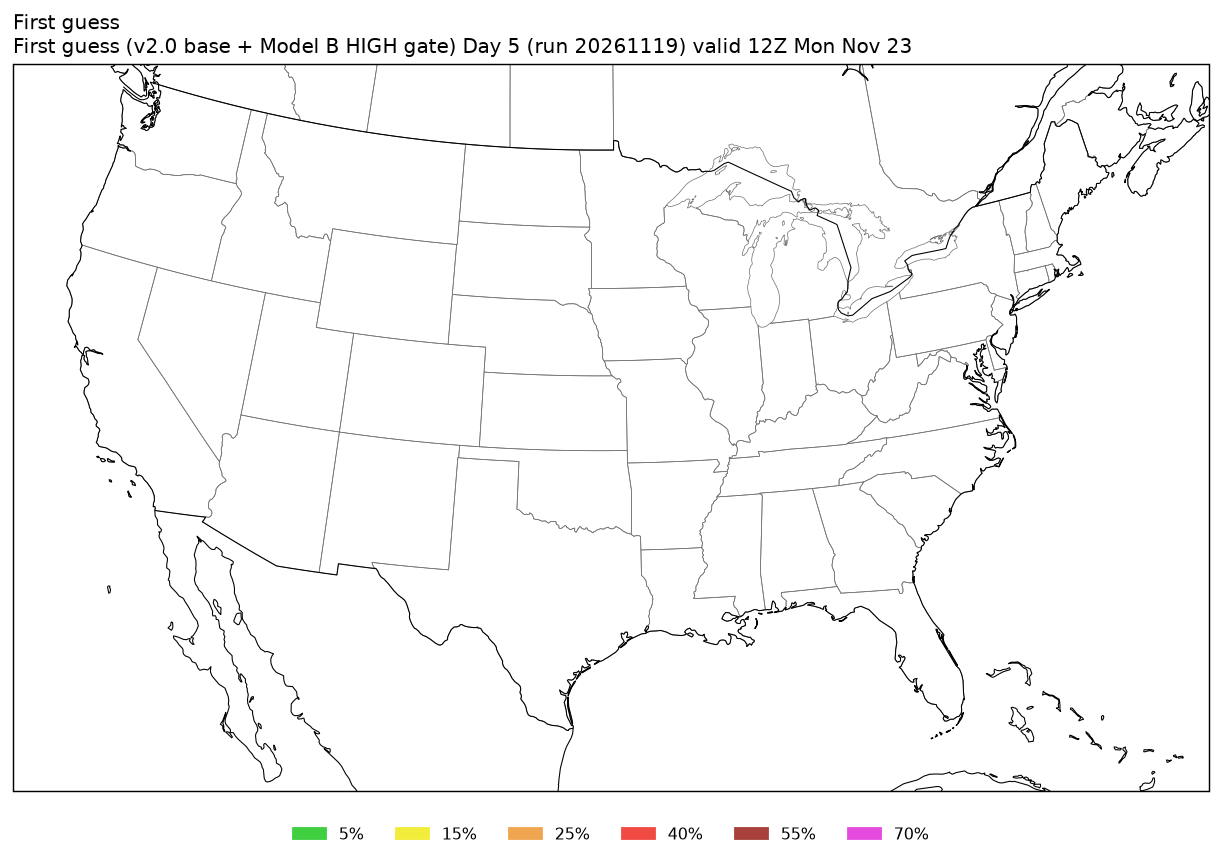 First guess
First guess (v2.0 base + Model B HIGH gate) Day 5 (run 20261119) valid 12Z Mon Nov 23
5% 15% 25% 40% 55% 70%